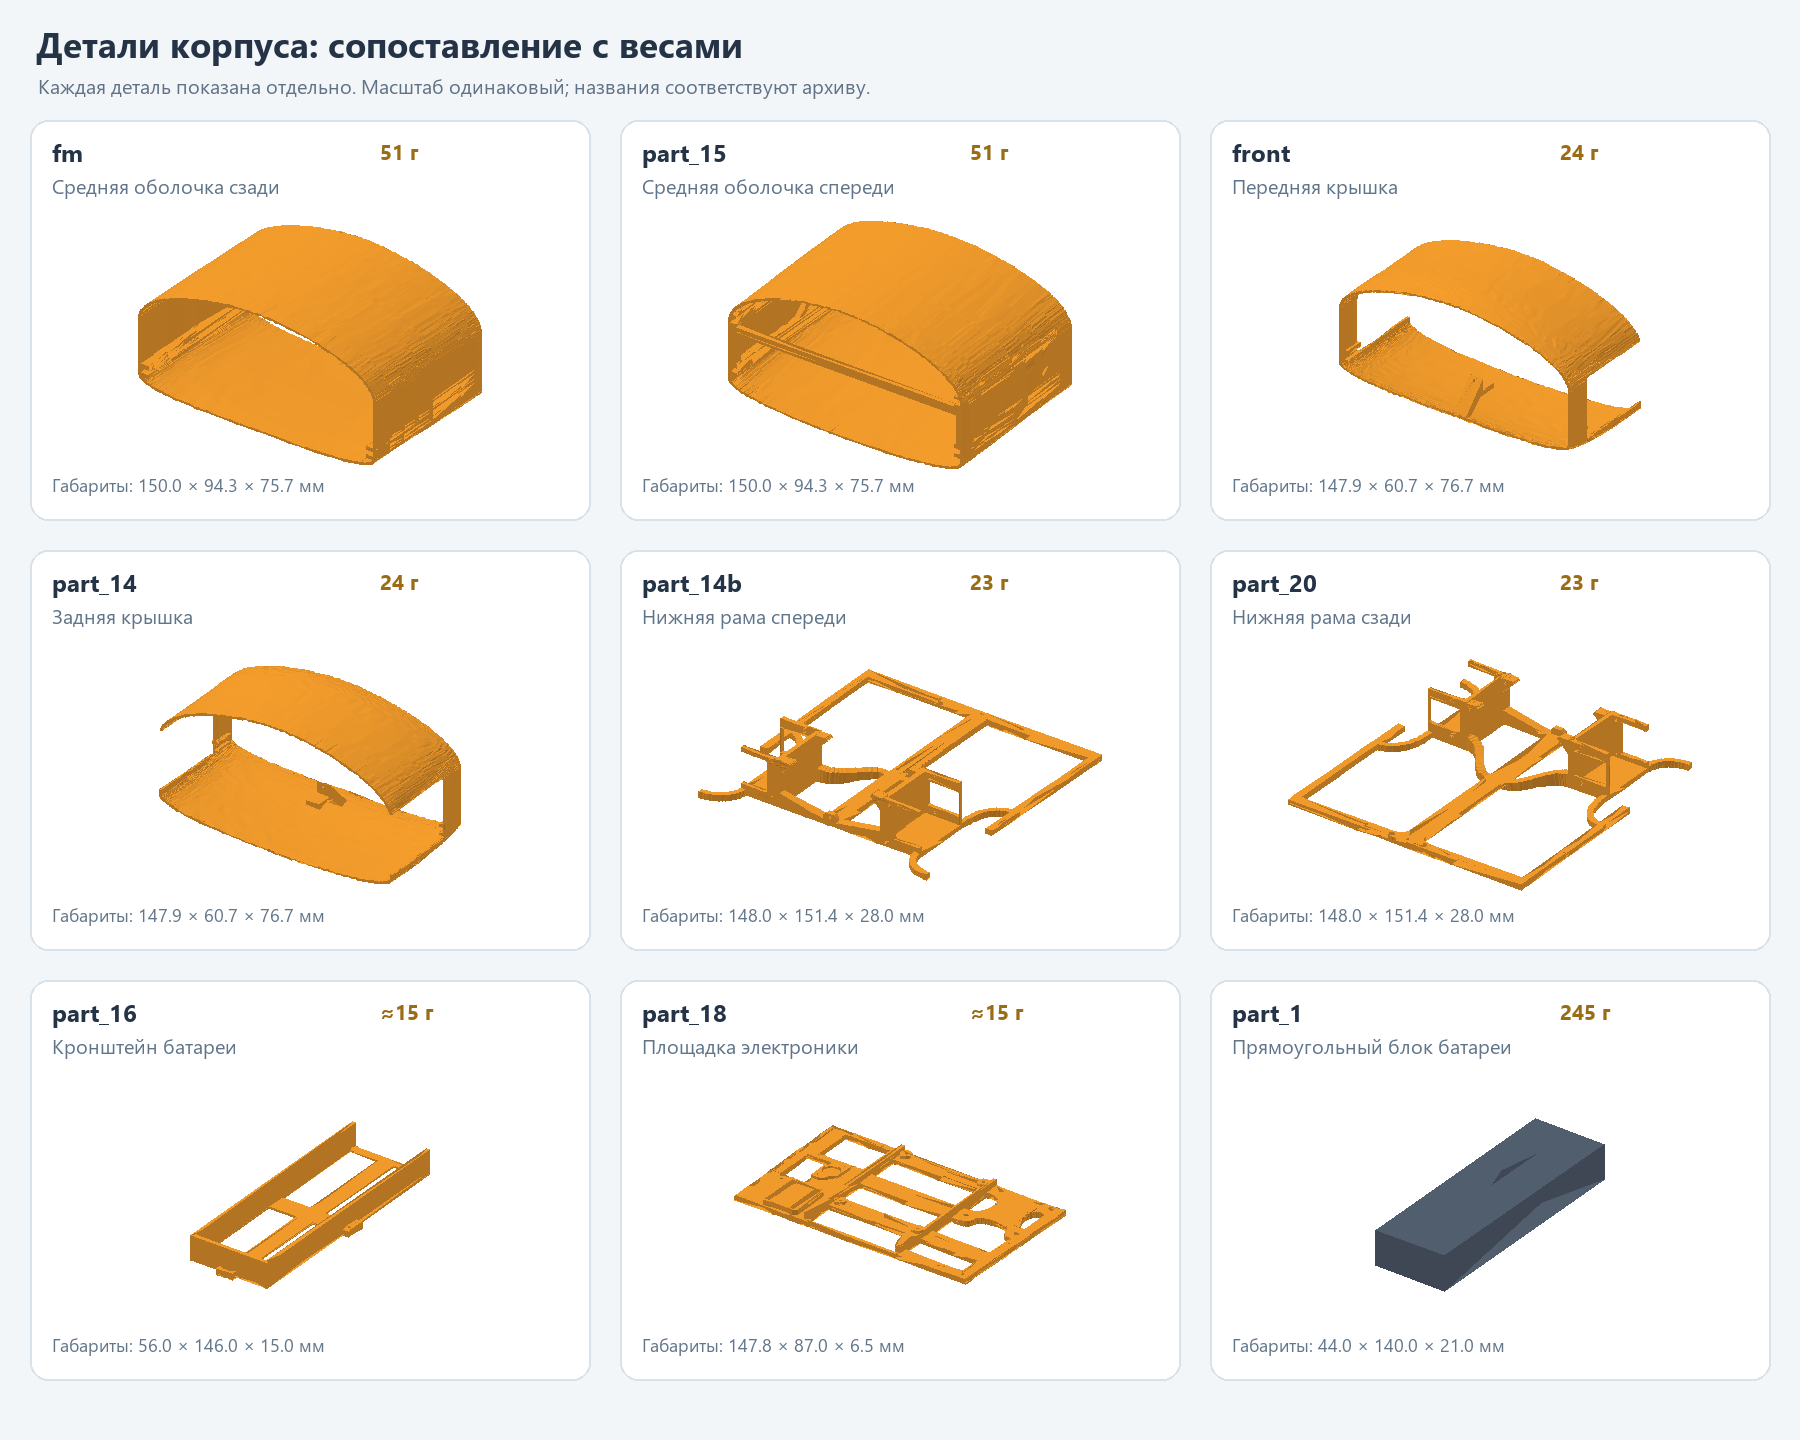 Детали корпуса: сопоставление с весами
Каждая деталь показана отдельно. Масштаб одинаковый; названия соответствуют архиву.
fm 51 г
Средняя оболочка сзади
Габариты: 150.0 × 94.3 × 75.7 мм
part_15 51 г
Средняя оболочка спереди
Габариты: 150.0 × 94.3 × 75.7 мм
front 24 г
Передняя крышка
Габариты: 147.9 × 60.7 × 76.7 мм
part_14 24 г
Задняя крышка
Габариты: 147.9 × 60.7 × 76.7 мм
part_14b 23 г
Нижняя рама спереди
Габариты: 148.0 × 151.4 × 28.0 мм
part_20 23 г
Нижняя рама сзади
Габариты: 148.0 × 151.4 × 28.0 мм
part_16 ≈15 г
Кронштейн батареи
Габариты: 56.0 × 146.0 × 15.0 мм
part_18 ≈15 г
Площадка электроники
Габариты: 147.8 × 87.0 × 6.5 мм
part_1 245 г
Прямоугольный блок батареи
Габариты: 44.0 × 140.0 × 21.0 мм